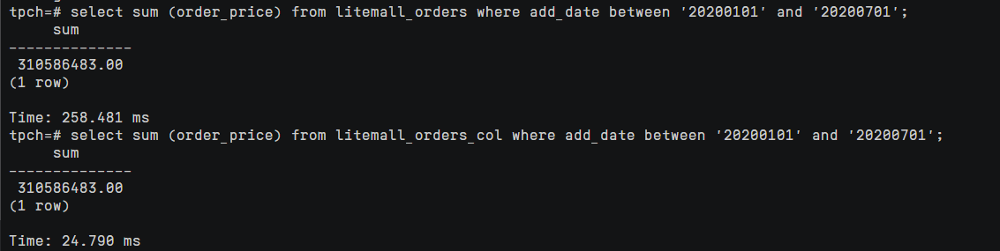 tpch=# select sum (order_price) from litemall_orders where add_date between '20200101' and '20200701';
sum
--------------
310586483.00
(1 row)
Time: 258.481 ms
tpch=# select sum (order_price) from litemall_orders_col where add_date between '20200101' and '20200701';
sum
--------------
310586483.00
(1 row)
Time: 24.790 ms